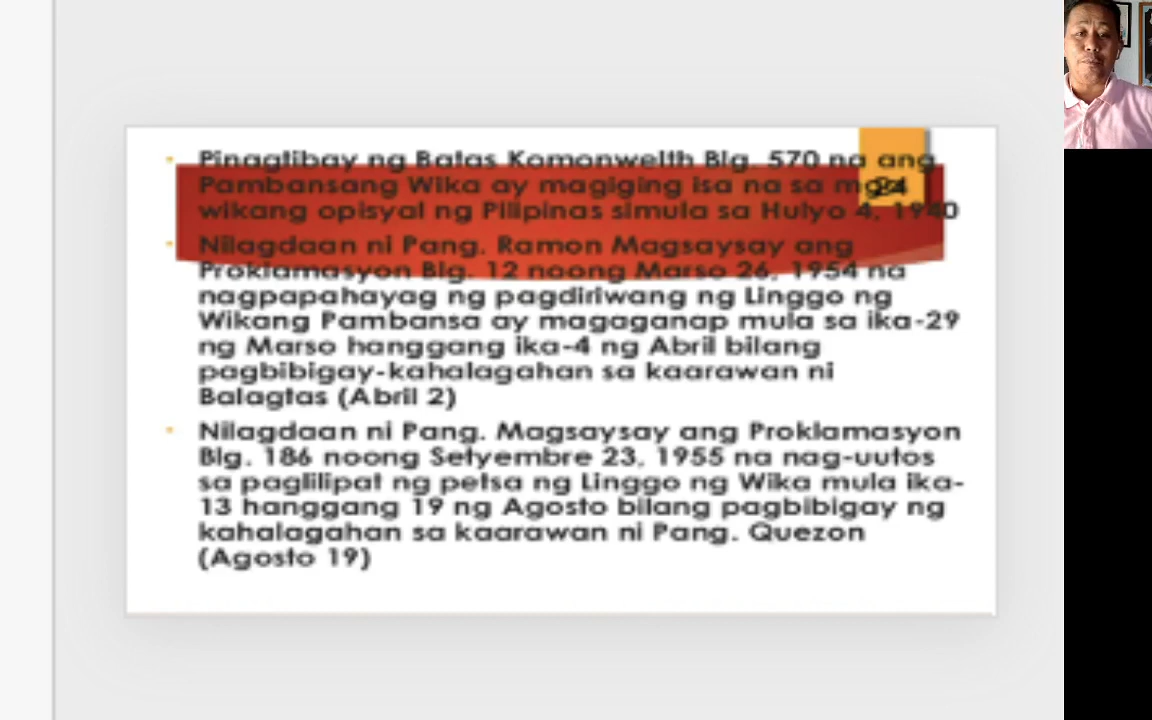 Pinagtibay ng Batas Komonwelth Blg. 570 na ang
Pambansang Wika ay magiging isa na sa mga
24
wikang opisyal ng Pilipinas simula sa Hulyo 4, 1940
Nilagdaan ni Pang. Ramon Magsaysay ang
Proklamasyon Blg. 12 noong Marso 26, 1954 na
nagpapahayag ng pagdiriwang ng Linggo ng
Wikang Pambansa ay magaganap mula sa ika-29
ng Marso hanggang ika-4 ng Abril bilang
pagbibigay-kahalagahan sa kaarawan ni
Balagtas (Abril 2)
Nilagdaan ni Pang. Magsaysay ang Proklamasyon
Blg. 186 noong Setyembre 23, 1955 na nag-uutos
sa paglilipat ng petsa ng Linggo ng Wika mula ika-
13 hanggang 19 ng Agosto bilang pagbibigay ng
kahalagahan sa kaarawan ni Pang. Quezon
(Agosto 19)